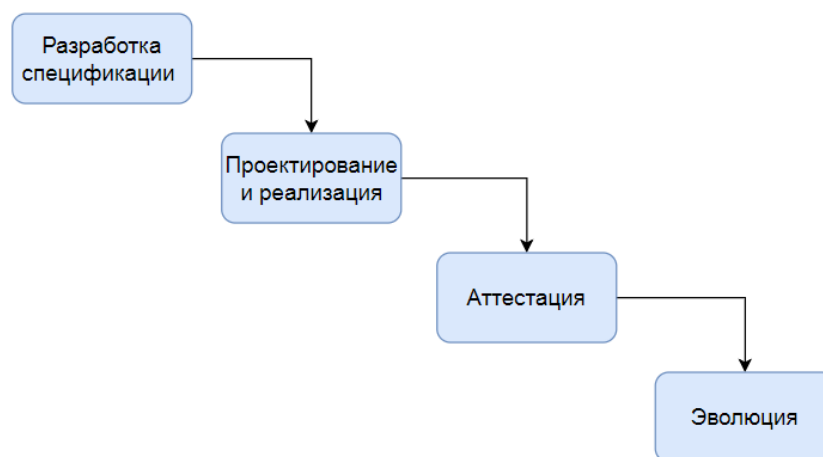 Разработка
спецификации
Проектирование
и реализация
Аттестация
Эволюция